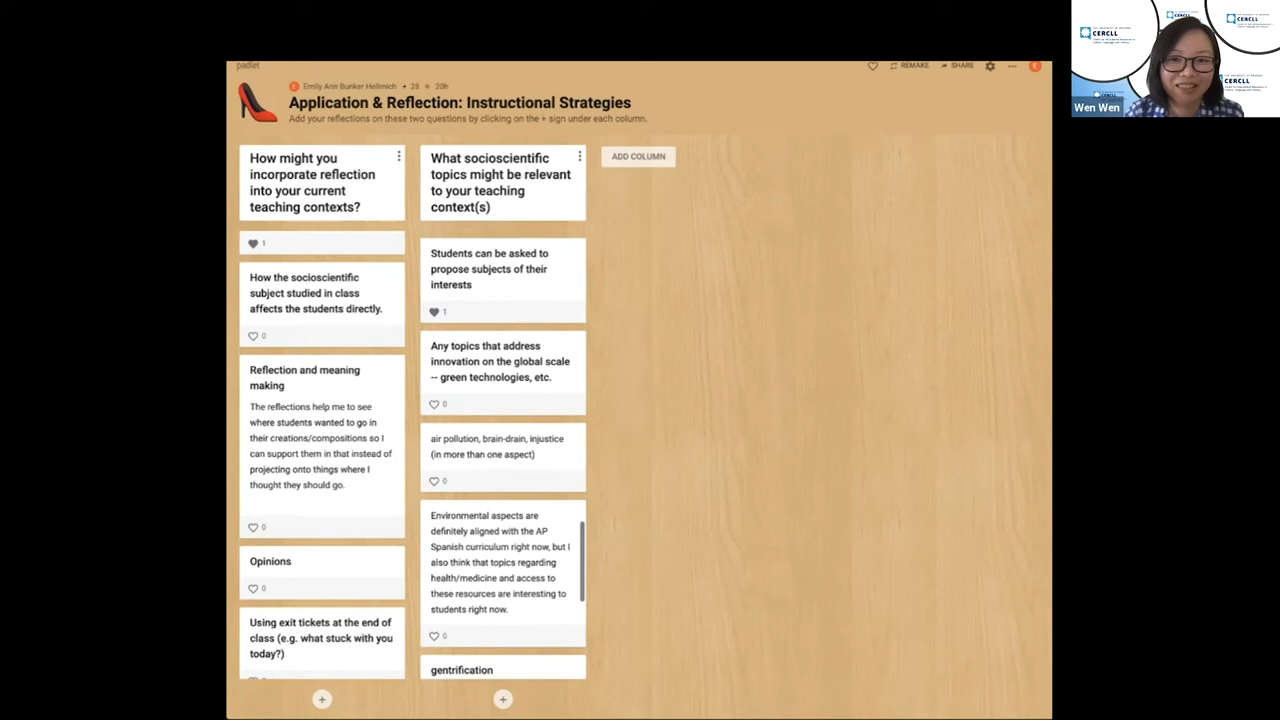 padlet
REMAKE
SHARE
E
Emily Ann Bunker Hellmich • 28 • 20h
Application & Reflection: Instructional Strategies
Add your reflections on these two questions by clicking on the + sign under each column.
How might you
incorporate reflection
into your current
teaching contexts?
1
How the socioscientific
subject studied in class
affects the students directly.
0
Reflection and meaning
making
The reflections help me to see
where students wanted to go in
their creations/compositions so I
can support them in that instead of
projecting onto things where I
thought they should go.
0
Opinions
0
Using exit tickets at the end of
class (e.g. what stuck with you
today?)
What socioscientific
topics might be relevant
to your teaching
context(s)
Students can be asked to
propose subjects of their
interests
1
Any topics that address
innovation on the global scale
-- green technologies, etc.
0
air pollution, brain-drain, injustice
(in more than one aspect)
0
Environmental aspects are
definitely aligned with the AP
Spanish curriculum right now, but I
also think that topics regarding
health/medicine and access to
these resources are interesting to
students right now.
0
gentrification
ADD COLUMN
THE UNIVERSITY OF ARIZONA
CERCLL
CERCLL
CERCLL
CERCLL
Wen Wen